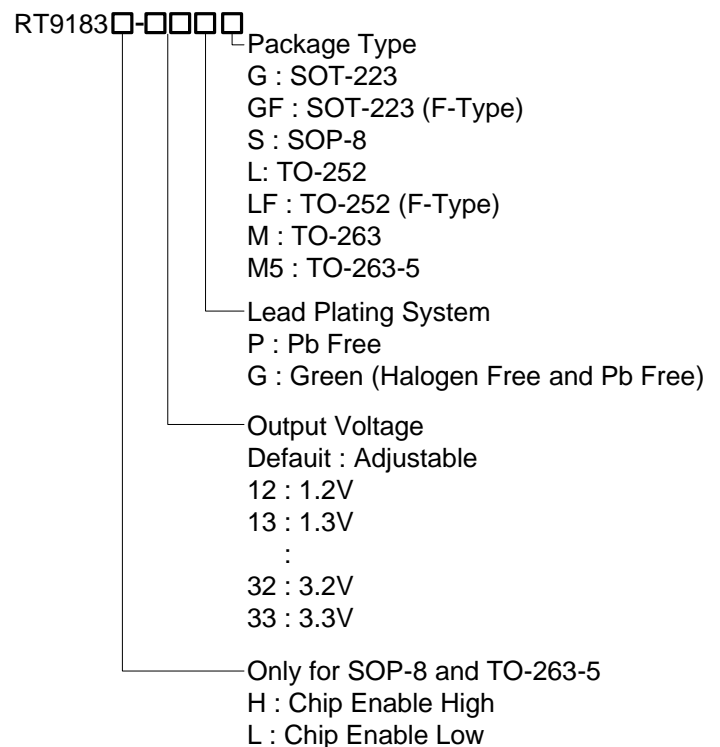 RT9183□-□□□□
Package Type
G : SOT-223
GF : SOT-223 (F-Type)
S : SOP-8
L: TO-252
LF : TO-252 (F-Type)
M : TO-263
M5 : TO-263-5
Lead Plating System
P : Pb Free
G : Green (Halogen Free and Pb Free)
Output Voltage
Defauit : Adjustable
12 : 1.2V
13 : 1.3V
:
32 : 3.2V
33 : 3.3V
Only for SOP-8 and TO-263-5
H : Chip Enable High
L : Chip Enable Low